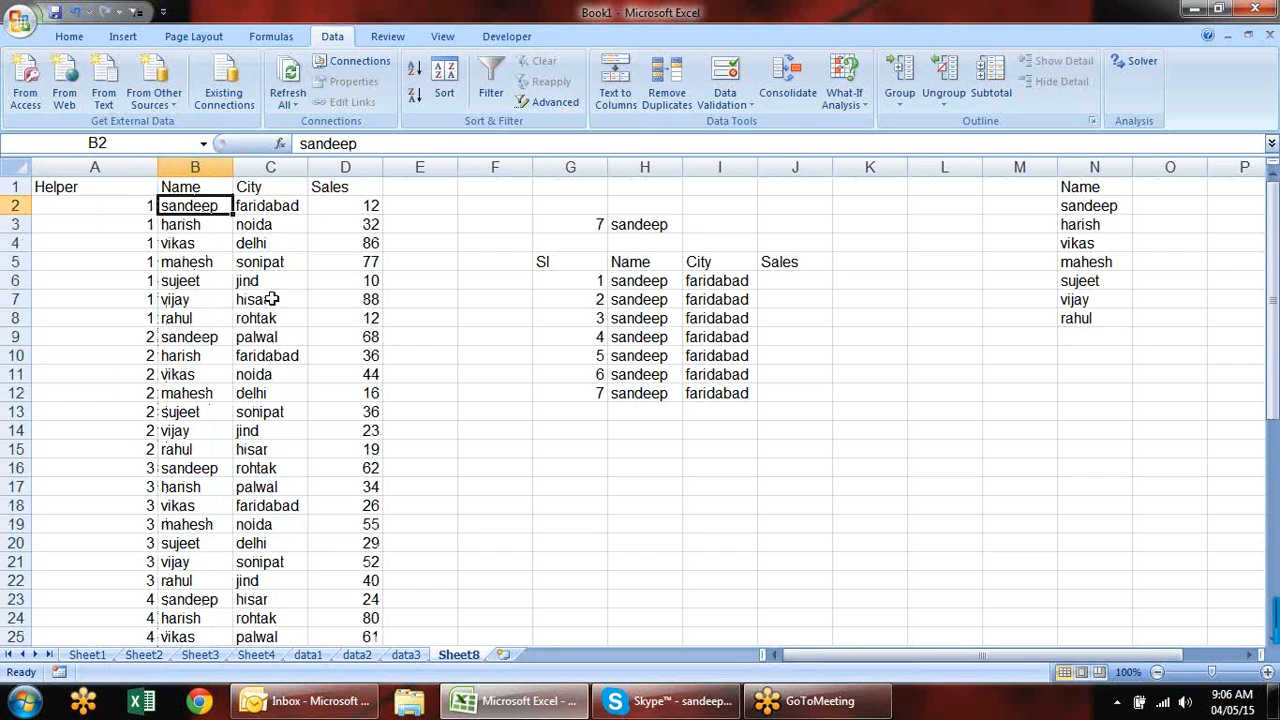 Book1 - Microsoft Excel
Home Insert Page Layout Formulas Data Review View Developer
From Access
From Web
From Text
From Other Sources
Existing Connections
Get External Data
Refresh All
Connections
Properties
Edit Links
Connections
Sort
Filter
Clear
Reapply
Advanced
Sort & Filter
Text to Columns
Remove Duplicates
Data Validation
Consolidate
What-If Analysis
Data Tools
Group
Ungroup
Subtotal
Show Detail
Hide Detail
Outline
Solver
Analysis
B2 fx sandeep
A B C D E F G H I J K L M N O P
1 Helper Name City Sales Name
2 1 sandeep faridabad 12 sandeep
3 1 harish noida 32 7 sandeep harish
4 1 vikas delhi 86 vikas
5 1 mahesh sonipat 77 Sl Name City Sales mahesh
6 1 sujeet jind 10 1 sandeep faridabad sujeet
7 1 vijay hisar 88 2 sandeep faridabad vijay
8 1 rahul rohtak 12 3 sandeep faridabad rahul
9 2 sandeep palwal 68 4 sandeep faridabad
10 2 harish faridabad 36 5 sandeep faridabad
11 2 vikas noida 44 6 sandeep faridabad
12 2 mahesh delhi 16 7 sandeep faridabad
13 2 sujeet sonipat 36
14 2 vijay jind 23
15 2 rahul hisar 19
16 3 sandeep rohtak 62
17 3 harish palwal 34
18 3 vikas faridabad 26
19 3 mahesh noida 55
20 3 sujeet delhi 29
21 3 vijay sonipat 52
22 3 rahul jind 40
23 4 sandeep hisar 24
24 4 harish rohtak 80
25 4 vikas palwal 61
Sheet1 Sheet2 Sheet3 Sheet4 data1 data2 data3 Sheet8
Ready 100%
Inbox - Microsoft ... Microsoft Excel - ... Skype™ - sandeep... GoToMeeting
9:06 AM
04/05/15